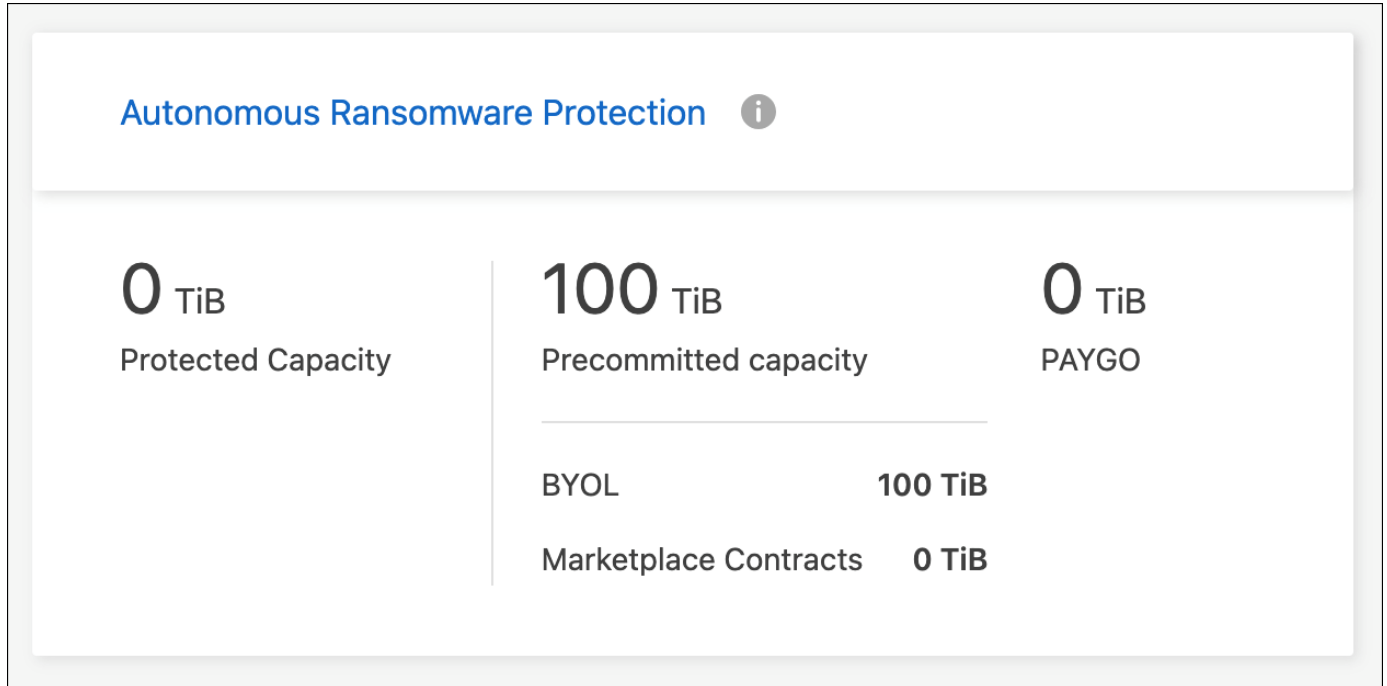 Autonomous Ransomware Protection i
0 TiB
Protected Capacity
100 TiB
Precommitted capacity
BYOL 100 TiB
Marketplace Contracts 0 TiB
0 TiB
PAYGO